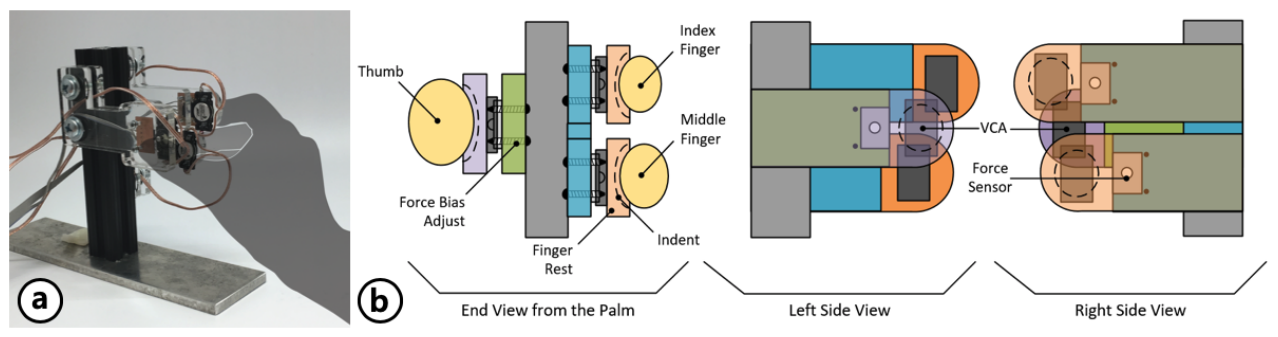 a
b
Thumb
Index
Finger
Middle
Finger
Force Bias
Adjust
Finger
Rest
Indent
End View from the Palm
VCA
Force
Sensor
Left Side View
Right Side View